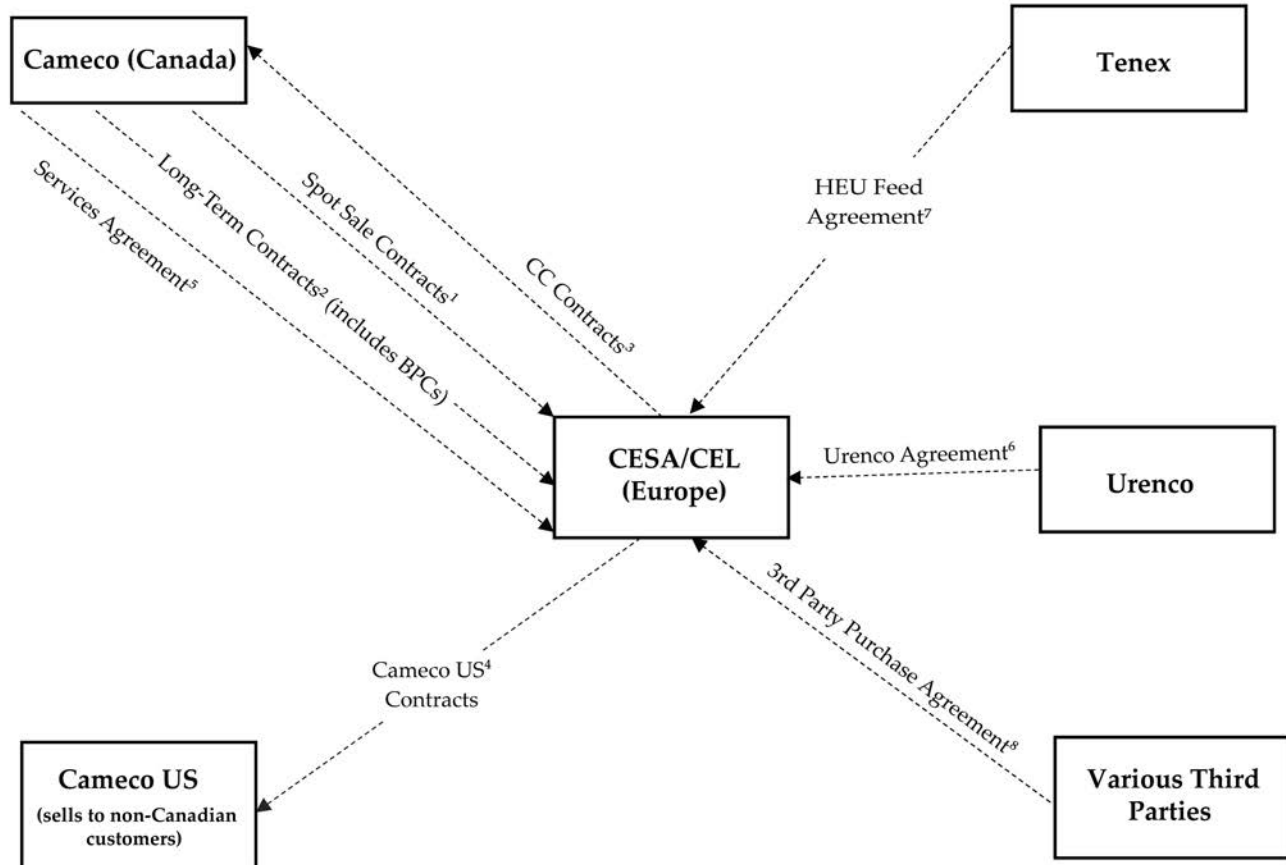 Cameco (Canada)
Tenex
Services Agreement⁵
Long-Term Contracts² (includes BPCs)
Spot Sale Contracts¹
CC Contracts³
HEU Feed
Agreement⁷
CESA/CEL
(Europe)
Urenco Agreement⁶
Urenco
Cameco US⁴
Contracts
3rd Party Purchase Agreement⁸
Cameco US
(sells to non-Canadian
customers)
Various Third
Parties